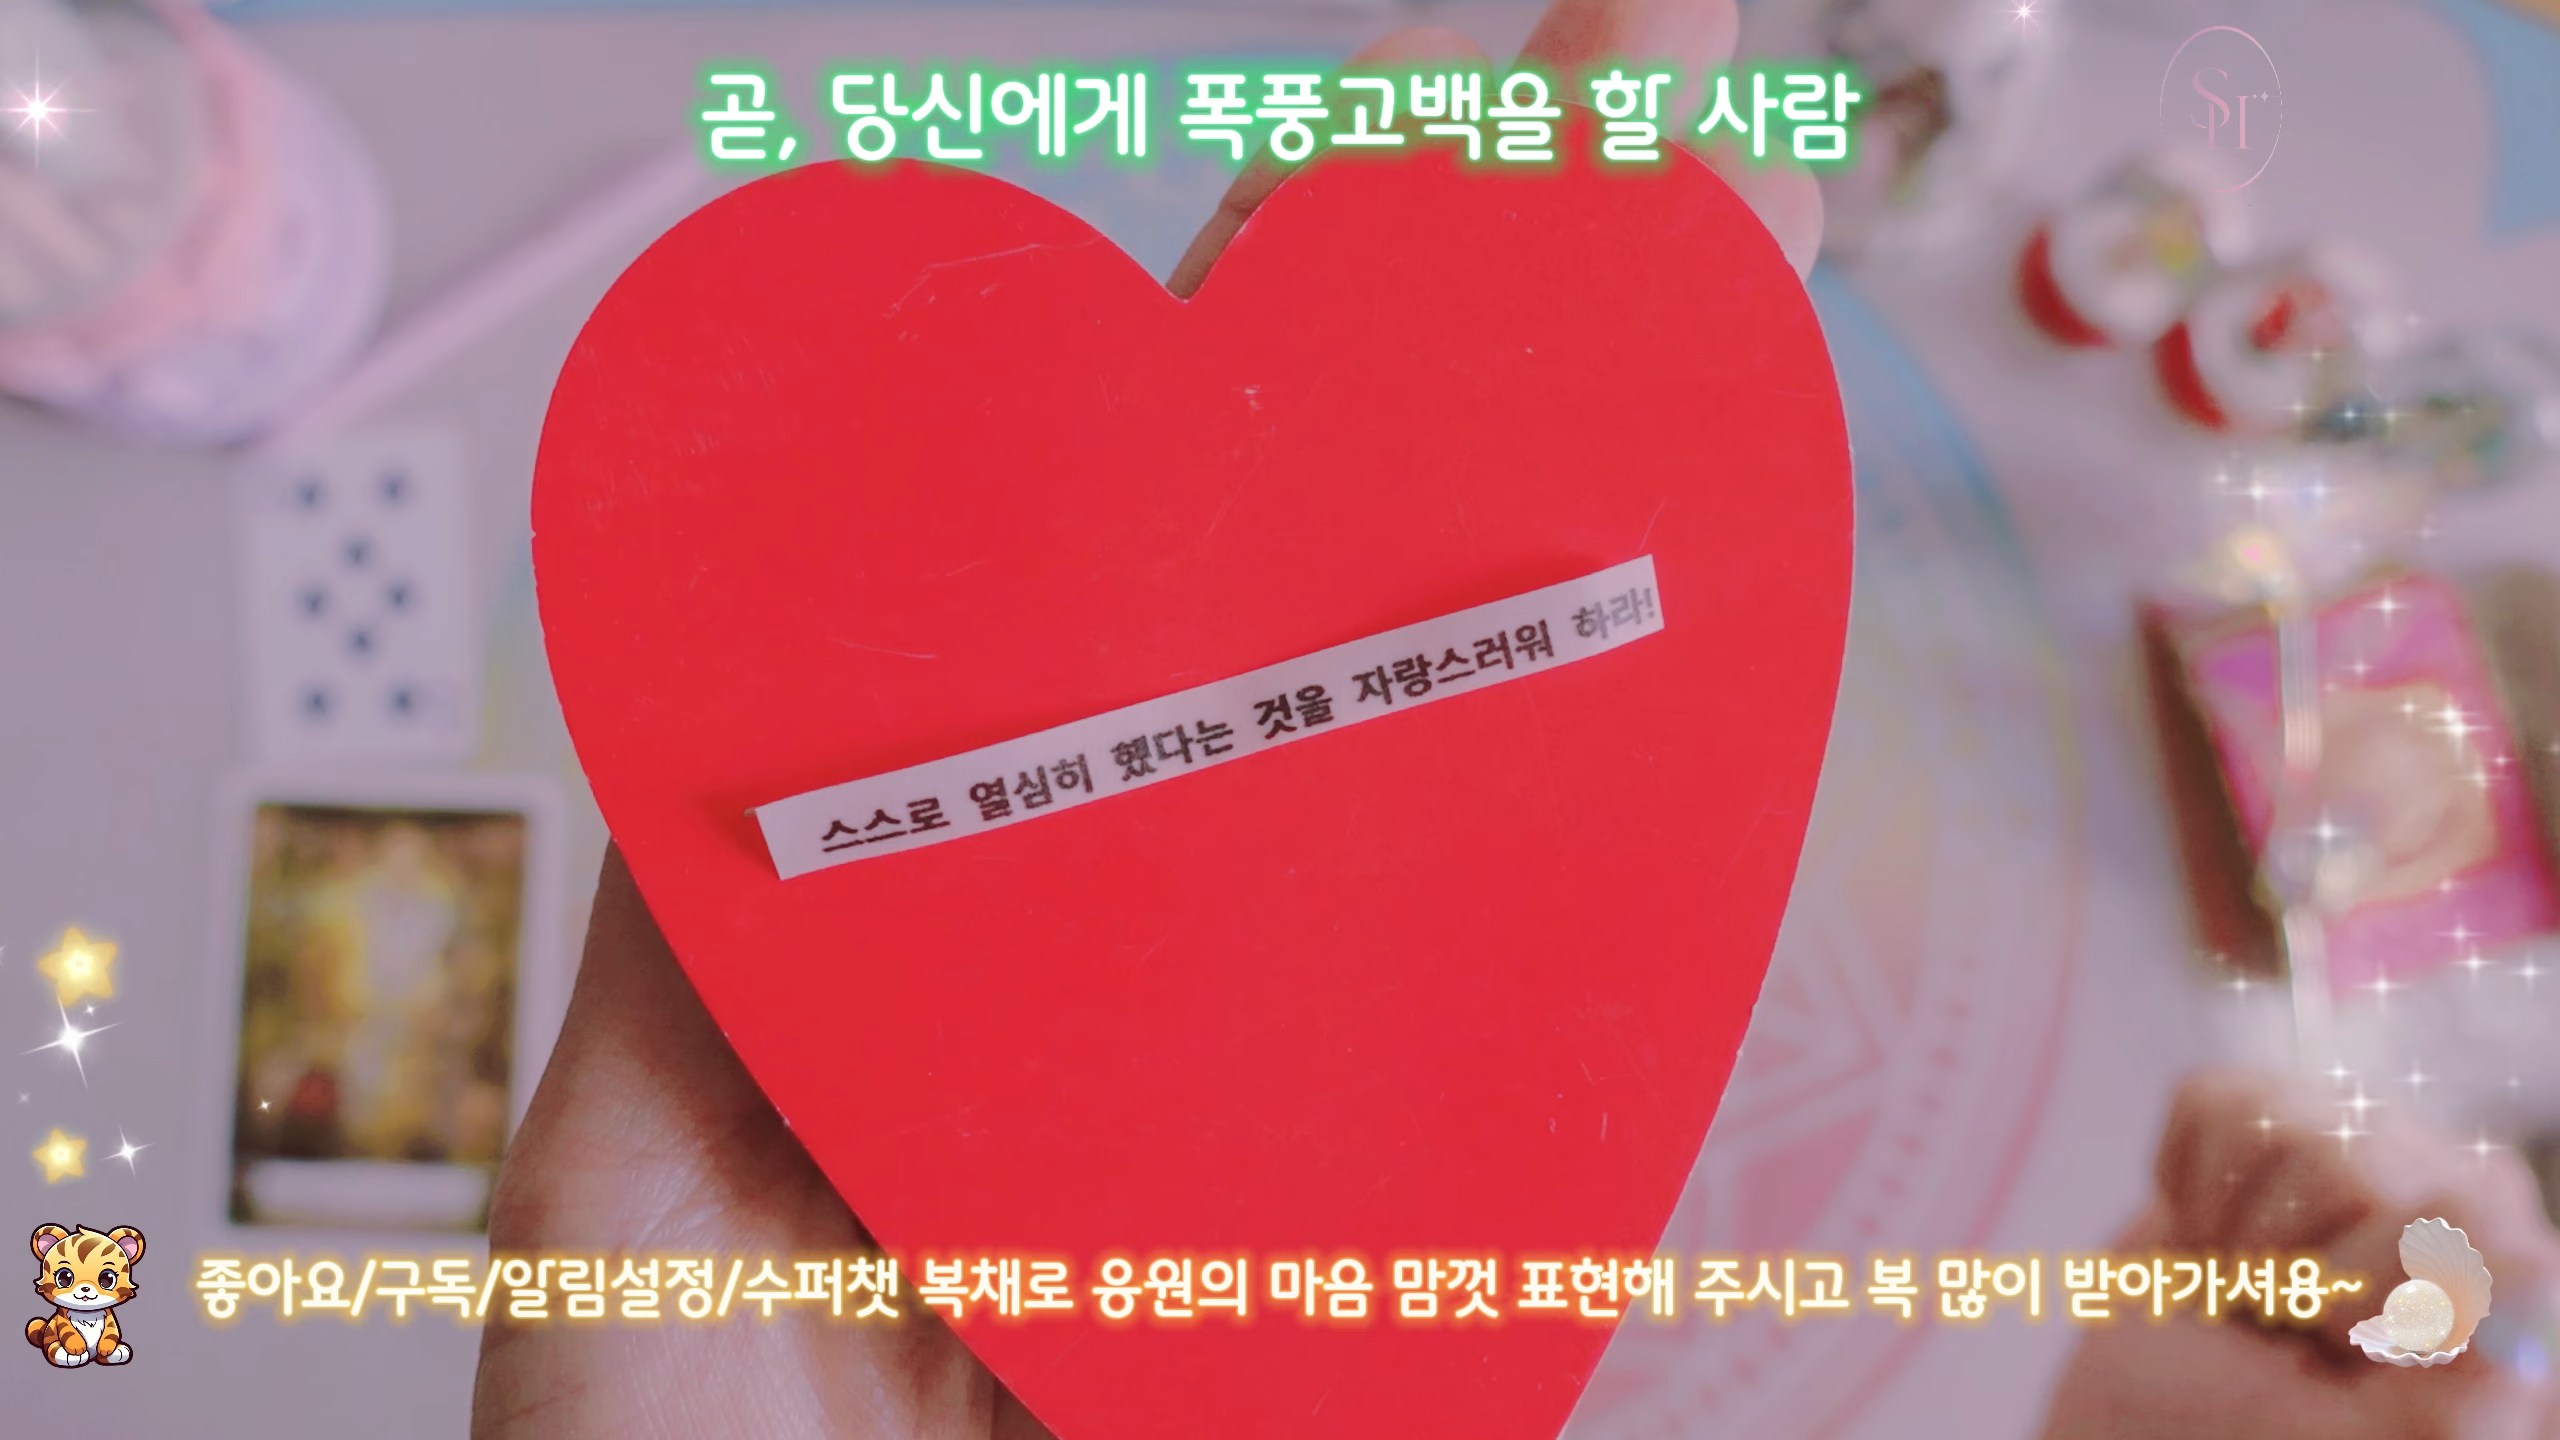 곧, 당신에게 폭풍고백을 할 사람
SH
스스로 열심히 했다는 것을 자랑스러워 하라!
좋아요/구독/알림설정/수퍼챗 복채로 응원의 마음 맘껏 표현해 주시고 복 많이 받아가셔용~